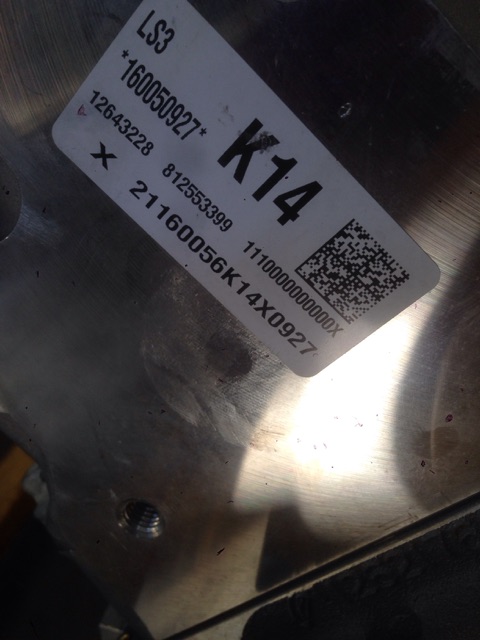 LS3
*160050927*
K14
12643228 812553399 1110000000000X
X 21160056K14X0927